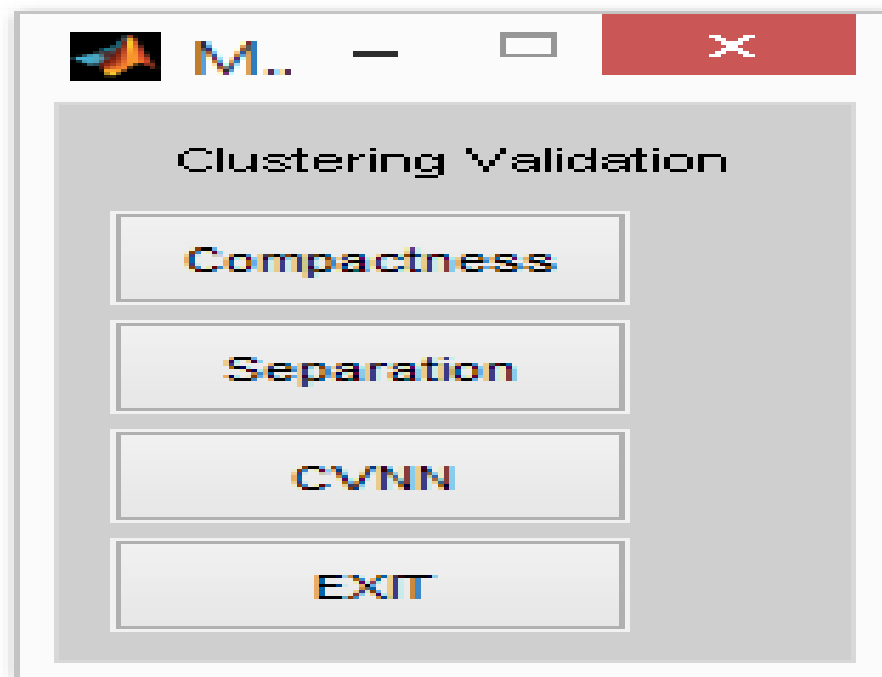 M...
Clustering Validation
Compactness
Separation
CVNN
EXIT